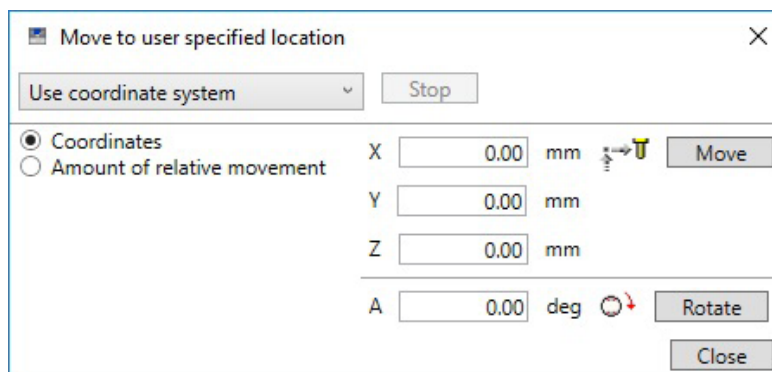 Move to user specified location
Use coordinate system
Stop
Coordinates
Amount of relative movement
X 0.00 mm Move
Y 0.00 mm
Z 0.00 mm
A 0.00 deg Rotate
Close